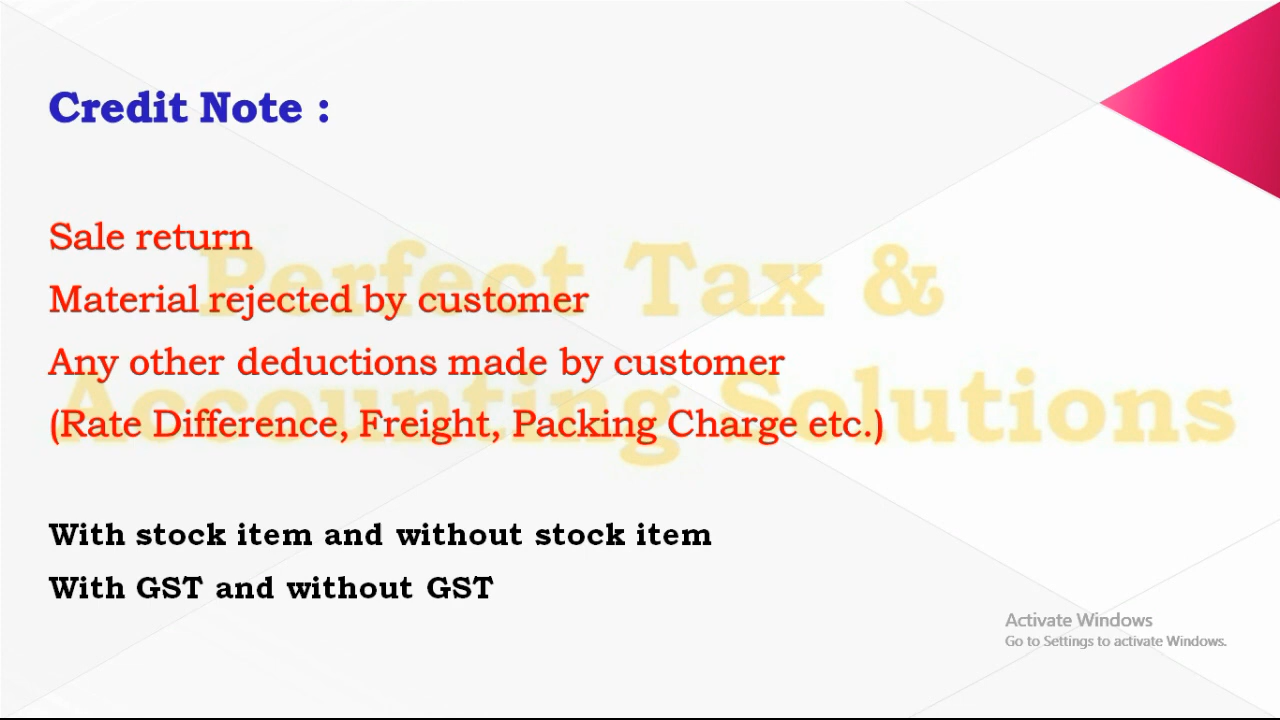 Credit Note :
Sale return
Perfect Tax &
Material rejected by customer
Any other deductions made by customer
Accounting Solutions
(Rate Difference, Freight, Packing Charge etc.)
With stock item and without stock item
With GST and without GST
Activate Windows
Go to Settings to activate Windows.